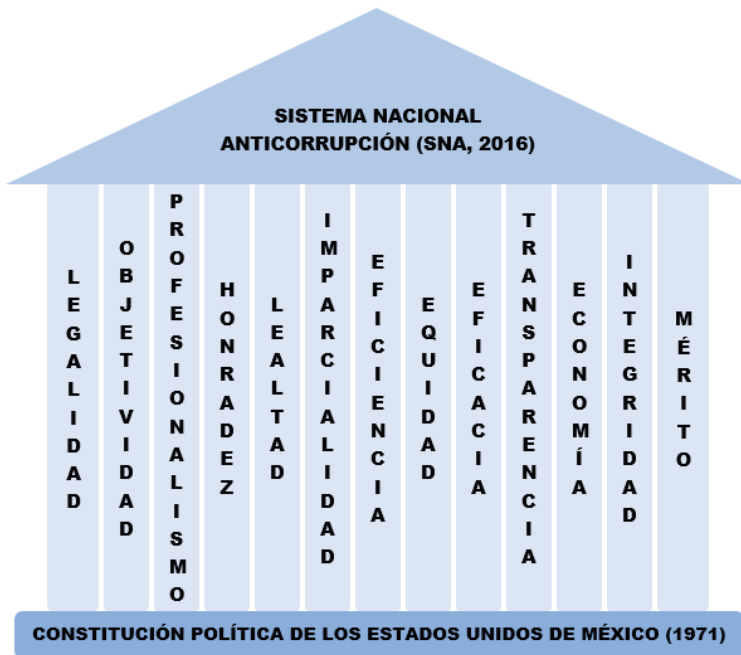 SISTEMA NACIONAL
ANTICORRUPCIÓN (SNA, 2016)
LEGALIDAD
OBJETIVIDAD
PROFESIONALISMO
HONRADEZ
LEALTAD
IMPARCIALIDAD
EFICIENCIA
EQUIDAD
EFICACIA
TRANSPARENCIA
ECONOMÍA
INTEGRIDAD
MÉRITO
CONSTITUCIÓN POLÍTICA DE LOS ESTADOS UNIDOS DE MÉXICO (1971)